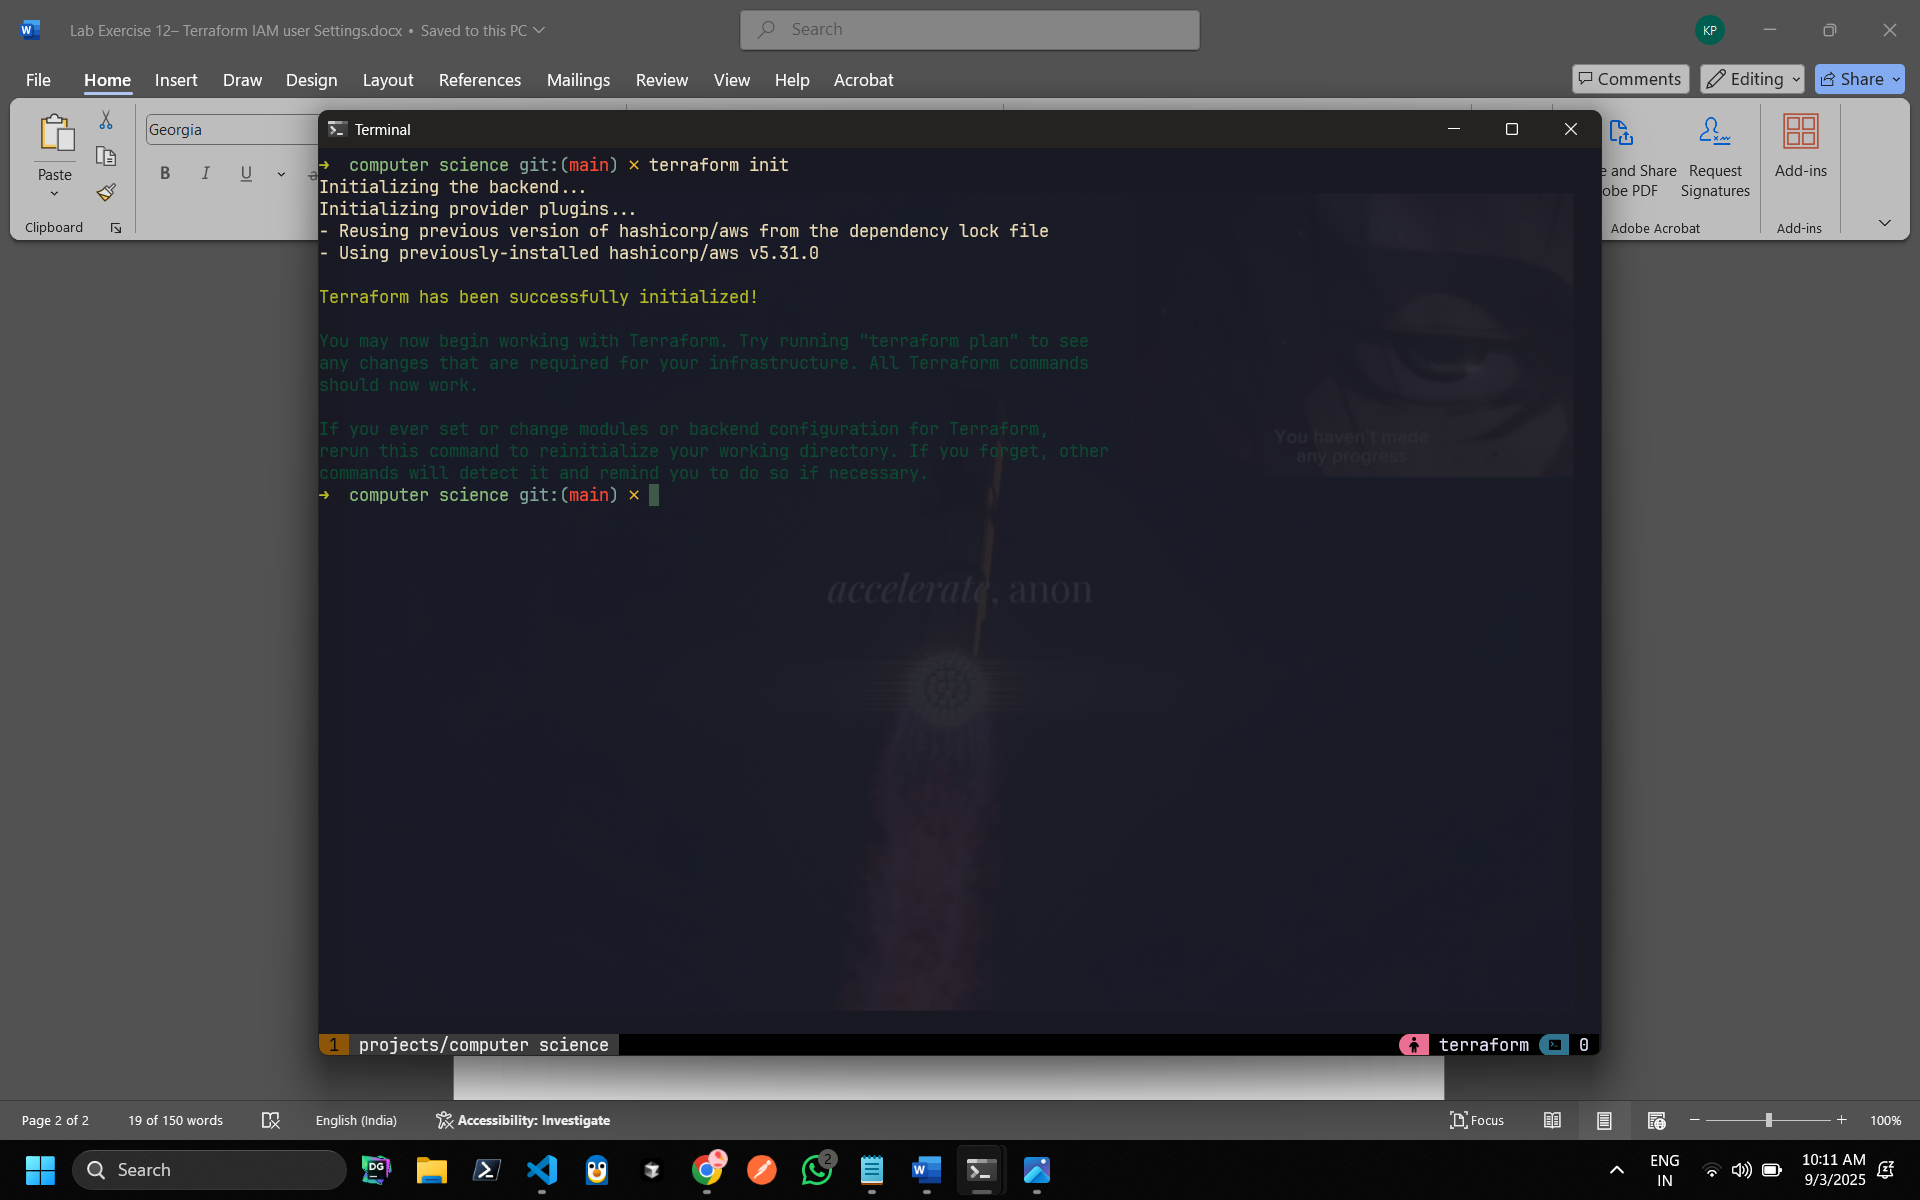 Lab Exercise 12– Terraform IAM user Settings.docx • Saved to this PC
Search
KP
File Home Insert Draw Design Layout References Mailings Review View Help Acrobat
Comments Editing Share
Paste
Clipboard
Georgia
B I U
e and Share
obe PDF
Adobe Acrobat
Request
Signatures
Add-ins
Add-ins
Terminal
→ computer science git:(main) × terraform init
Initializing the backend...
Initializing provider plugins...
- Reusing previous version of hashicorp/aws from the dependency lock file
- Using previously-installed hashicorp/aws v5.31.0
Terraform has been successfully initialized!
You may now begin working with Terraform. Try running "terraform plan" to see
any changes that are required for your infrastructure. All Terraform commands
should now work.
If you ever set or change modules or backend configuration for Terraform,
rerun this command to reinitialize your working directory. If you forget, other
commands will detect it and remind you to do so if necessary.
→ computer science git:(main) ×
You haven't made
any progress
accelerate, anon
1 projects/computer science
terraform 0
Page 2 of 2 19 of 150 words English (India) Accessibility: Investigate
Focus 100%
Search
DG
2
ENG
IN
10:11 AM
9/3/2025